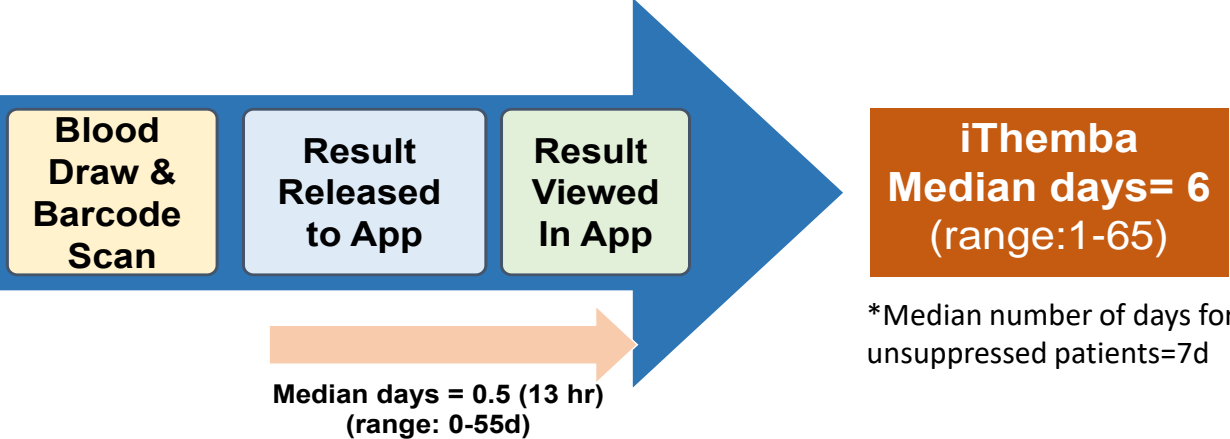 Blood
Draw &
Barcode
Scan
Result
Released
to App
Result
Viewed
In App
iThemba
Median days= 6
(range:1-65)
*Median number of days for
unsuppressed patients=7d
Median days = 0.5 (13 hr)
(range: 0-55d)